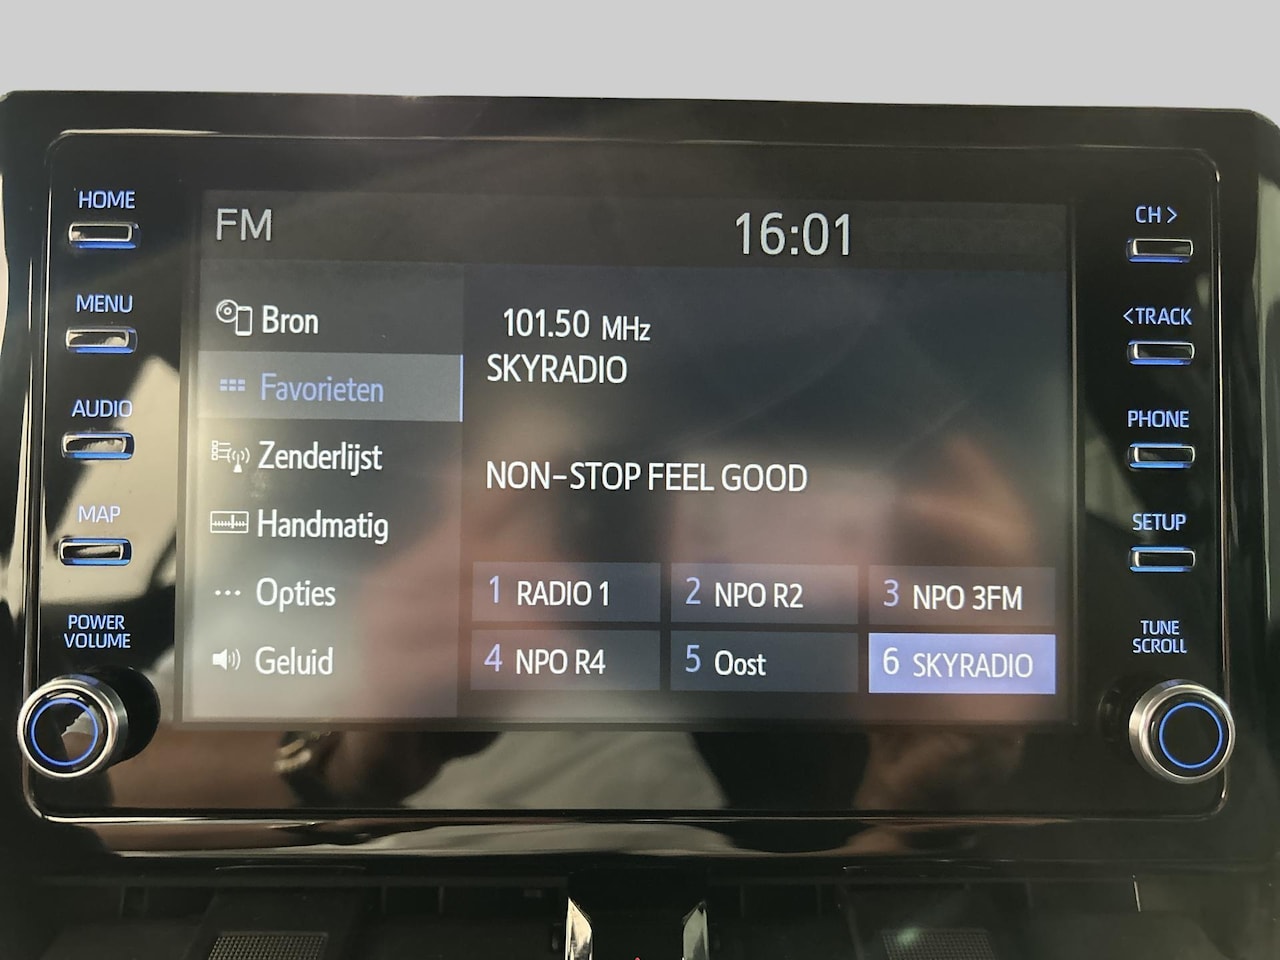 HOME
MENU
AUDIO
MAP
POWER
VOLUME
FM
16:01
Bron
Favorieten
Zenderlijst
Handmatig
Opties
Geluid
101.50 MHz
SKYRADIO
NON-STOP FEEL GOOD
1 RADIO 1
2 NPO R2
3 NPO 3FM
4 NPO R4
5 Oost
6 SKYRADIO
CH >
<TRACK
PHONE
SETUP
TUNE
SCROLL